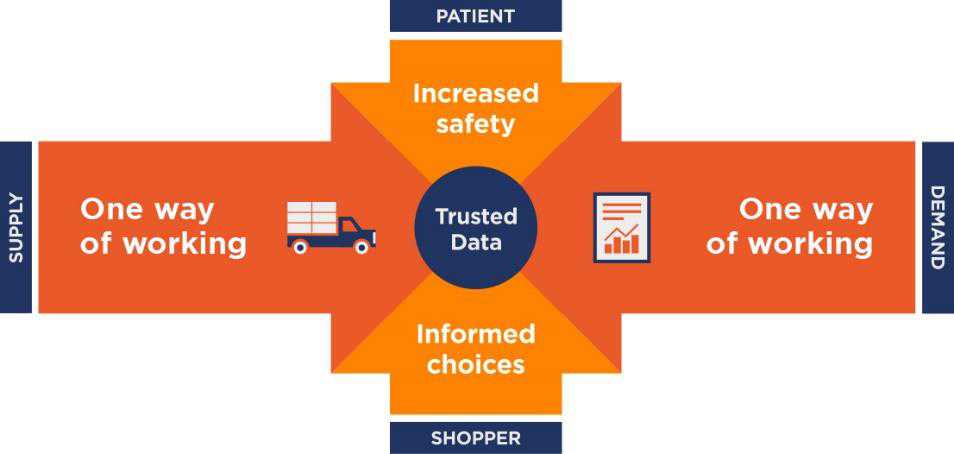 PATIENT
Increased
safety
SUPPLY
One way
of working
Trusted
Data
One way
of working
DEMAND
Informed
choices
SHOPPER